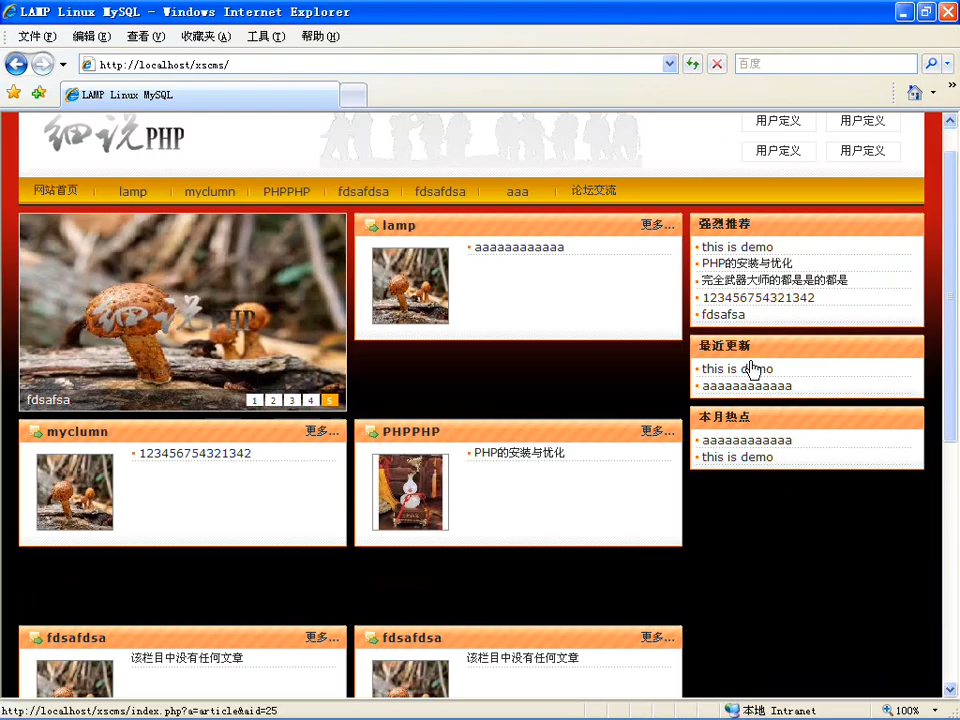 LAMP Linux MySQL - Windows Internet Explorer
文件(F) 编辑(E) 查看(V) 收藏夹(A) 工具(T) 帮助(H)
http://localhost/xscms/
百度
LAMP Linux MySQL
细说PHP
用户定义 用户定义
用户定义 用户定义
网站首页 lamp myclumn PHPPHP fdsafdsa fdsafdsa aaa 论坛交流
细说PHP
fdsafsa
1 2 3 4 5
lamp 更多...
aaaaaaaaaaaa
强烈推荐
this is demo
PHP的安装与忧化
完全武器大师的都是是的都是
123456754321342
fdsafsa
最近更新
this is demo
aaaaaaaaaaaa
本月热点
aaaaaaaaaaaa
this is demo
myclumn 更多...
123456754321342
PHPPHP 更多...
PHP的安装与忧化
fdsafdsa 更多...
该栏目中没有任何文章
fdsafdsa 更多...
该栏目中没有任何文章
http://localhost/xscms/index.php?a=article&aid=25
本地 Intranet
100%